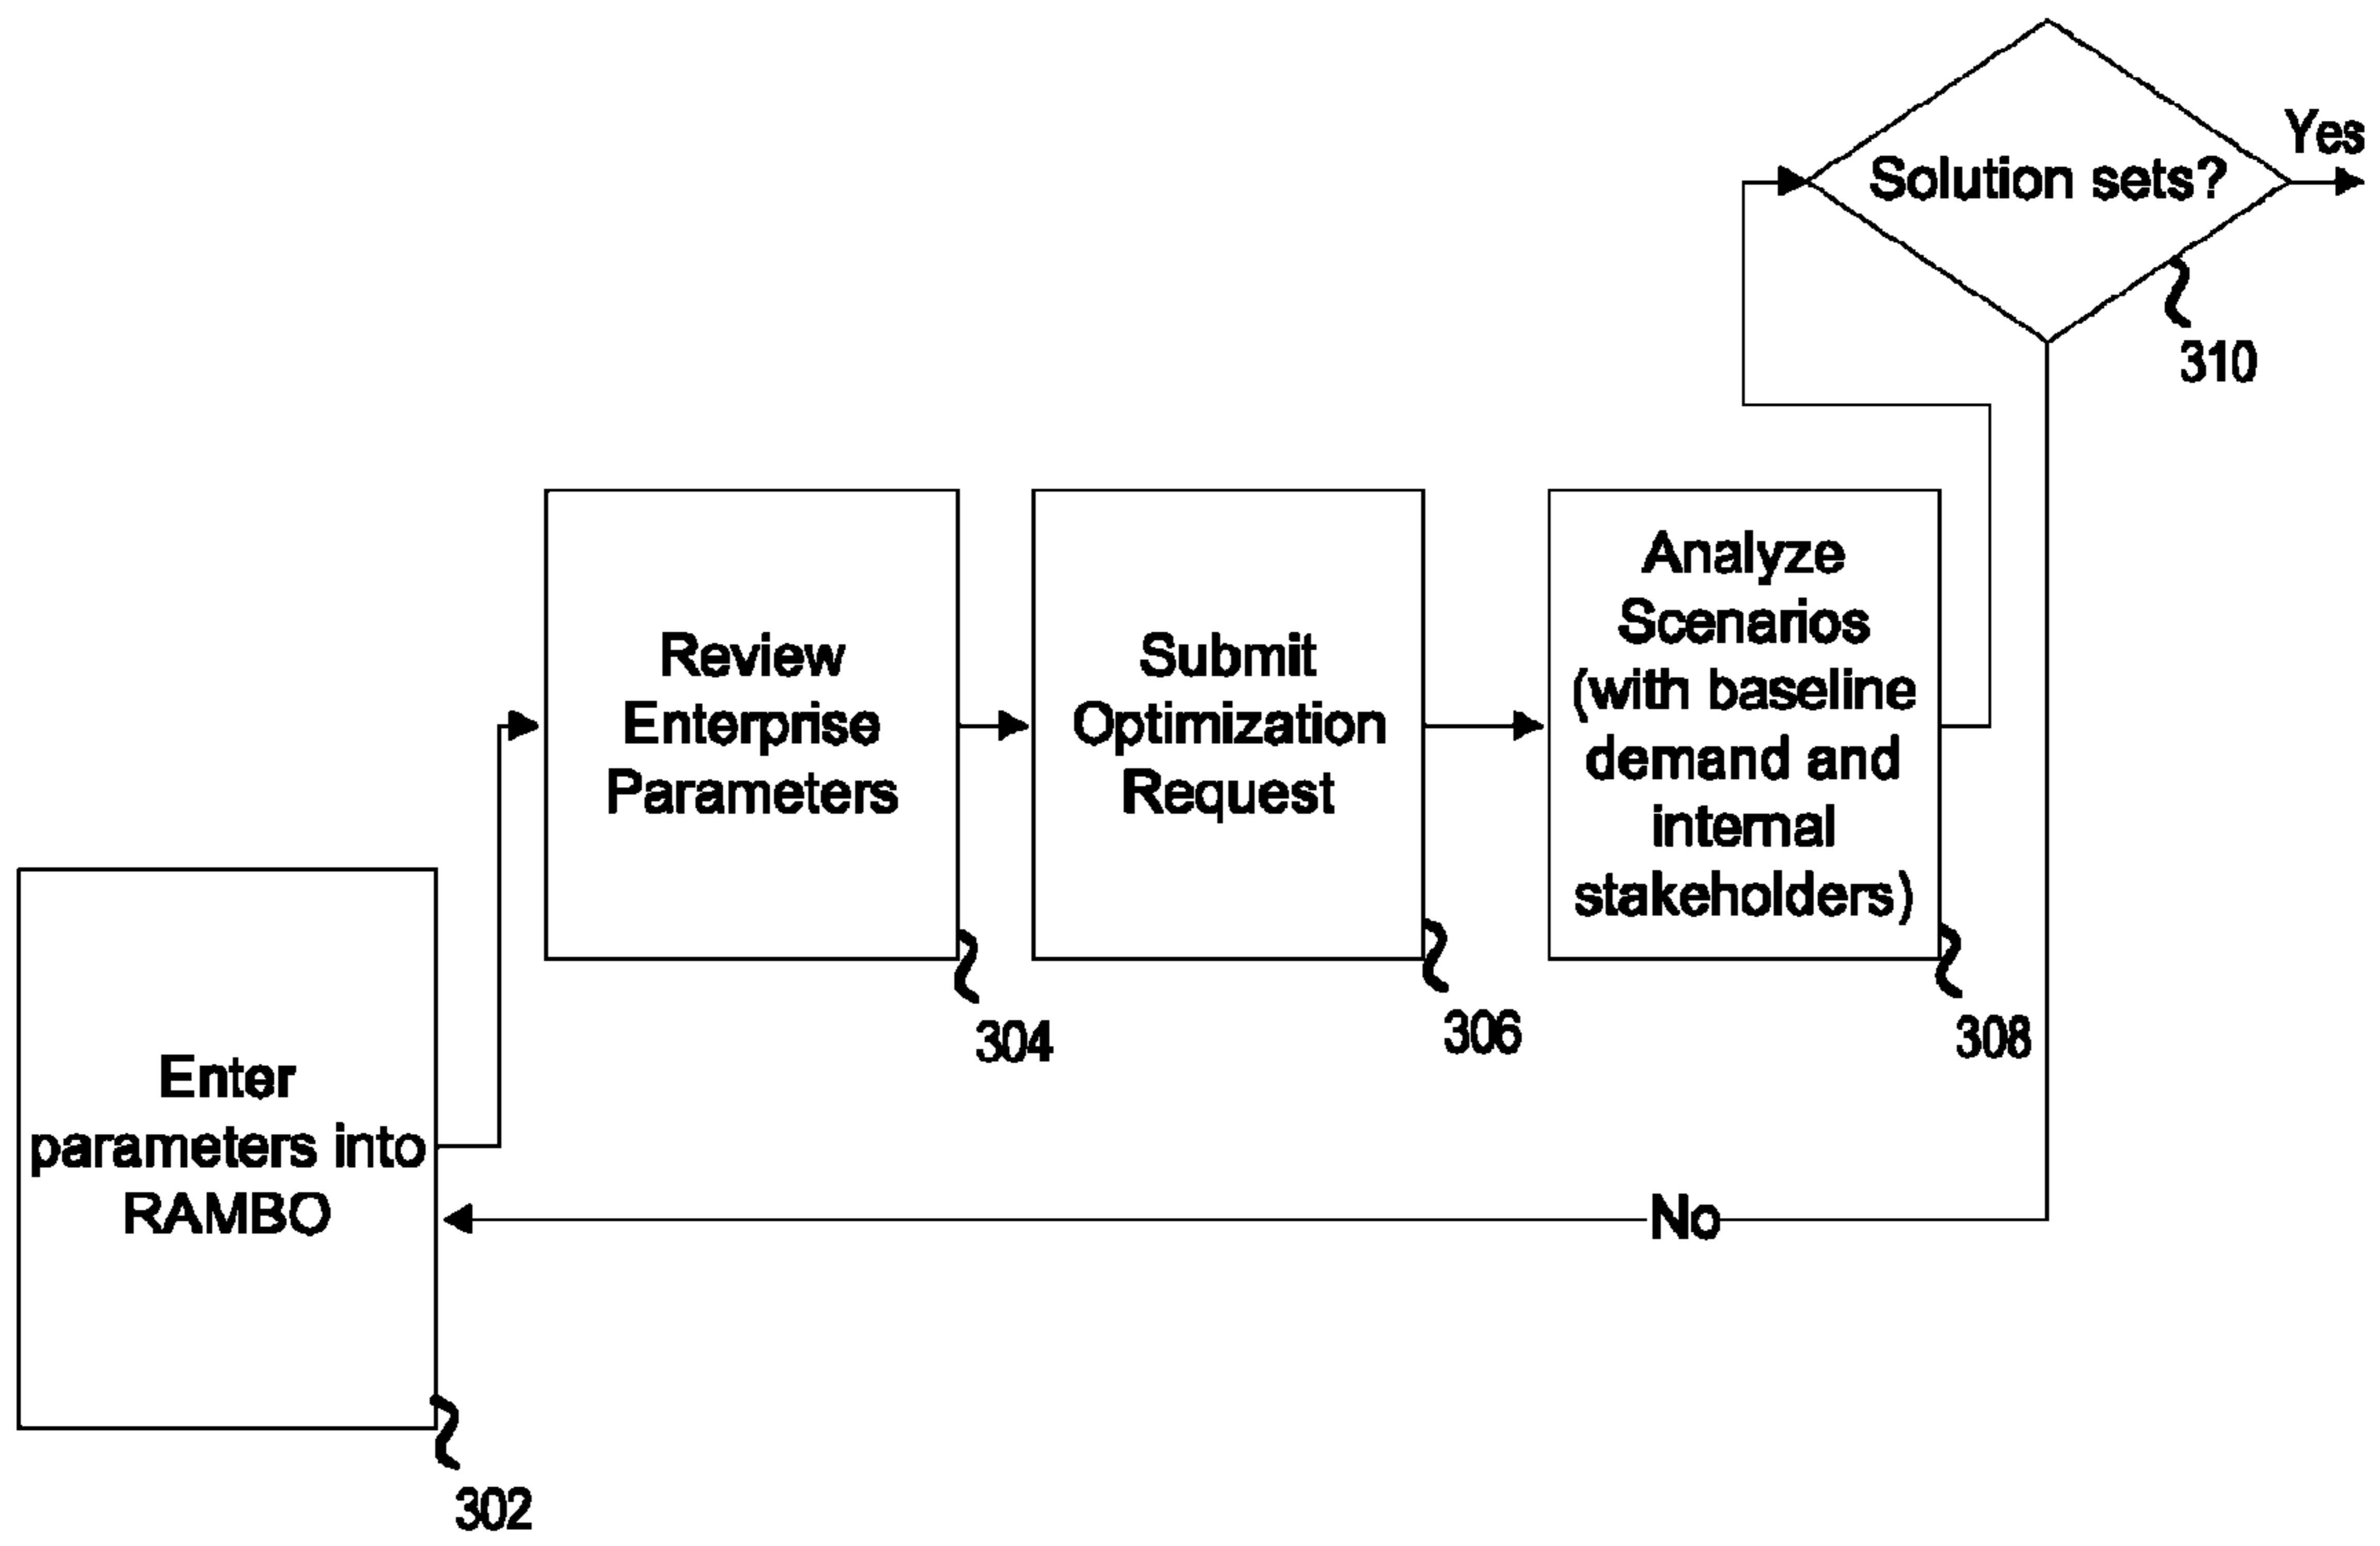 Yes
Solution sets?
310
Review
Enterprise
Parameters
304
Submit
Optimization
Request
306
Analyze
Scenarios
(with baseline
demand and
internal
stakeholders)
308
Enter
parameters into
RAMBO
302
No